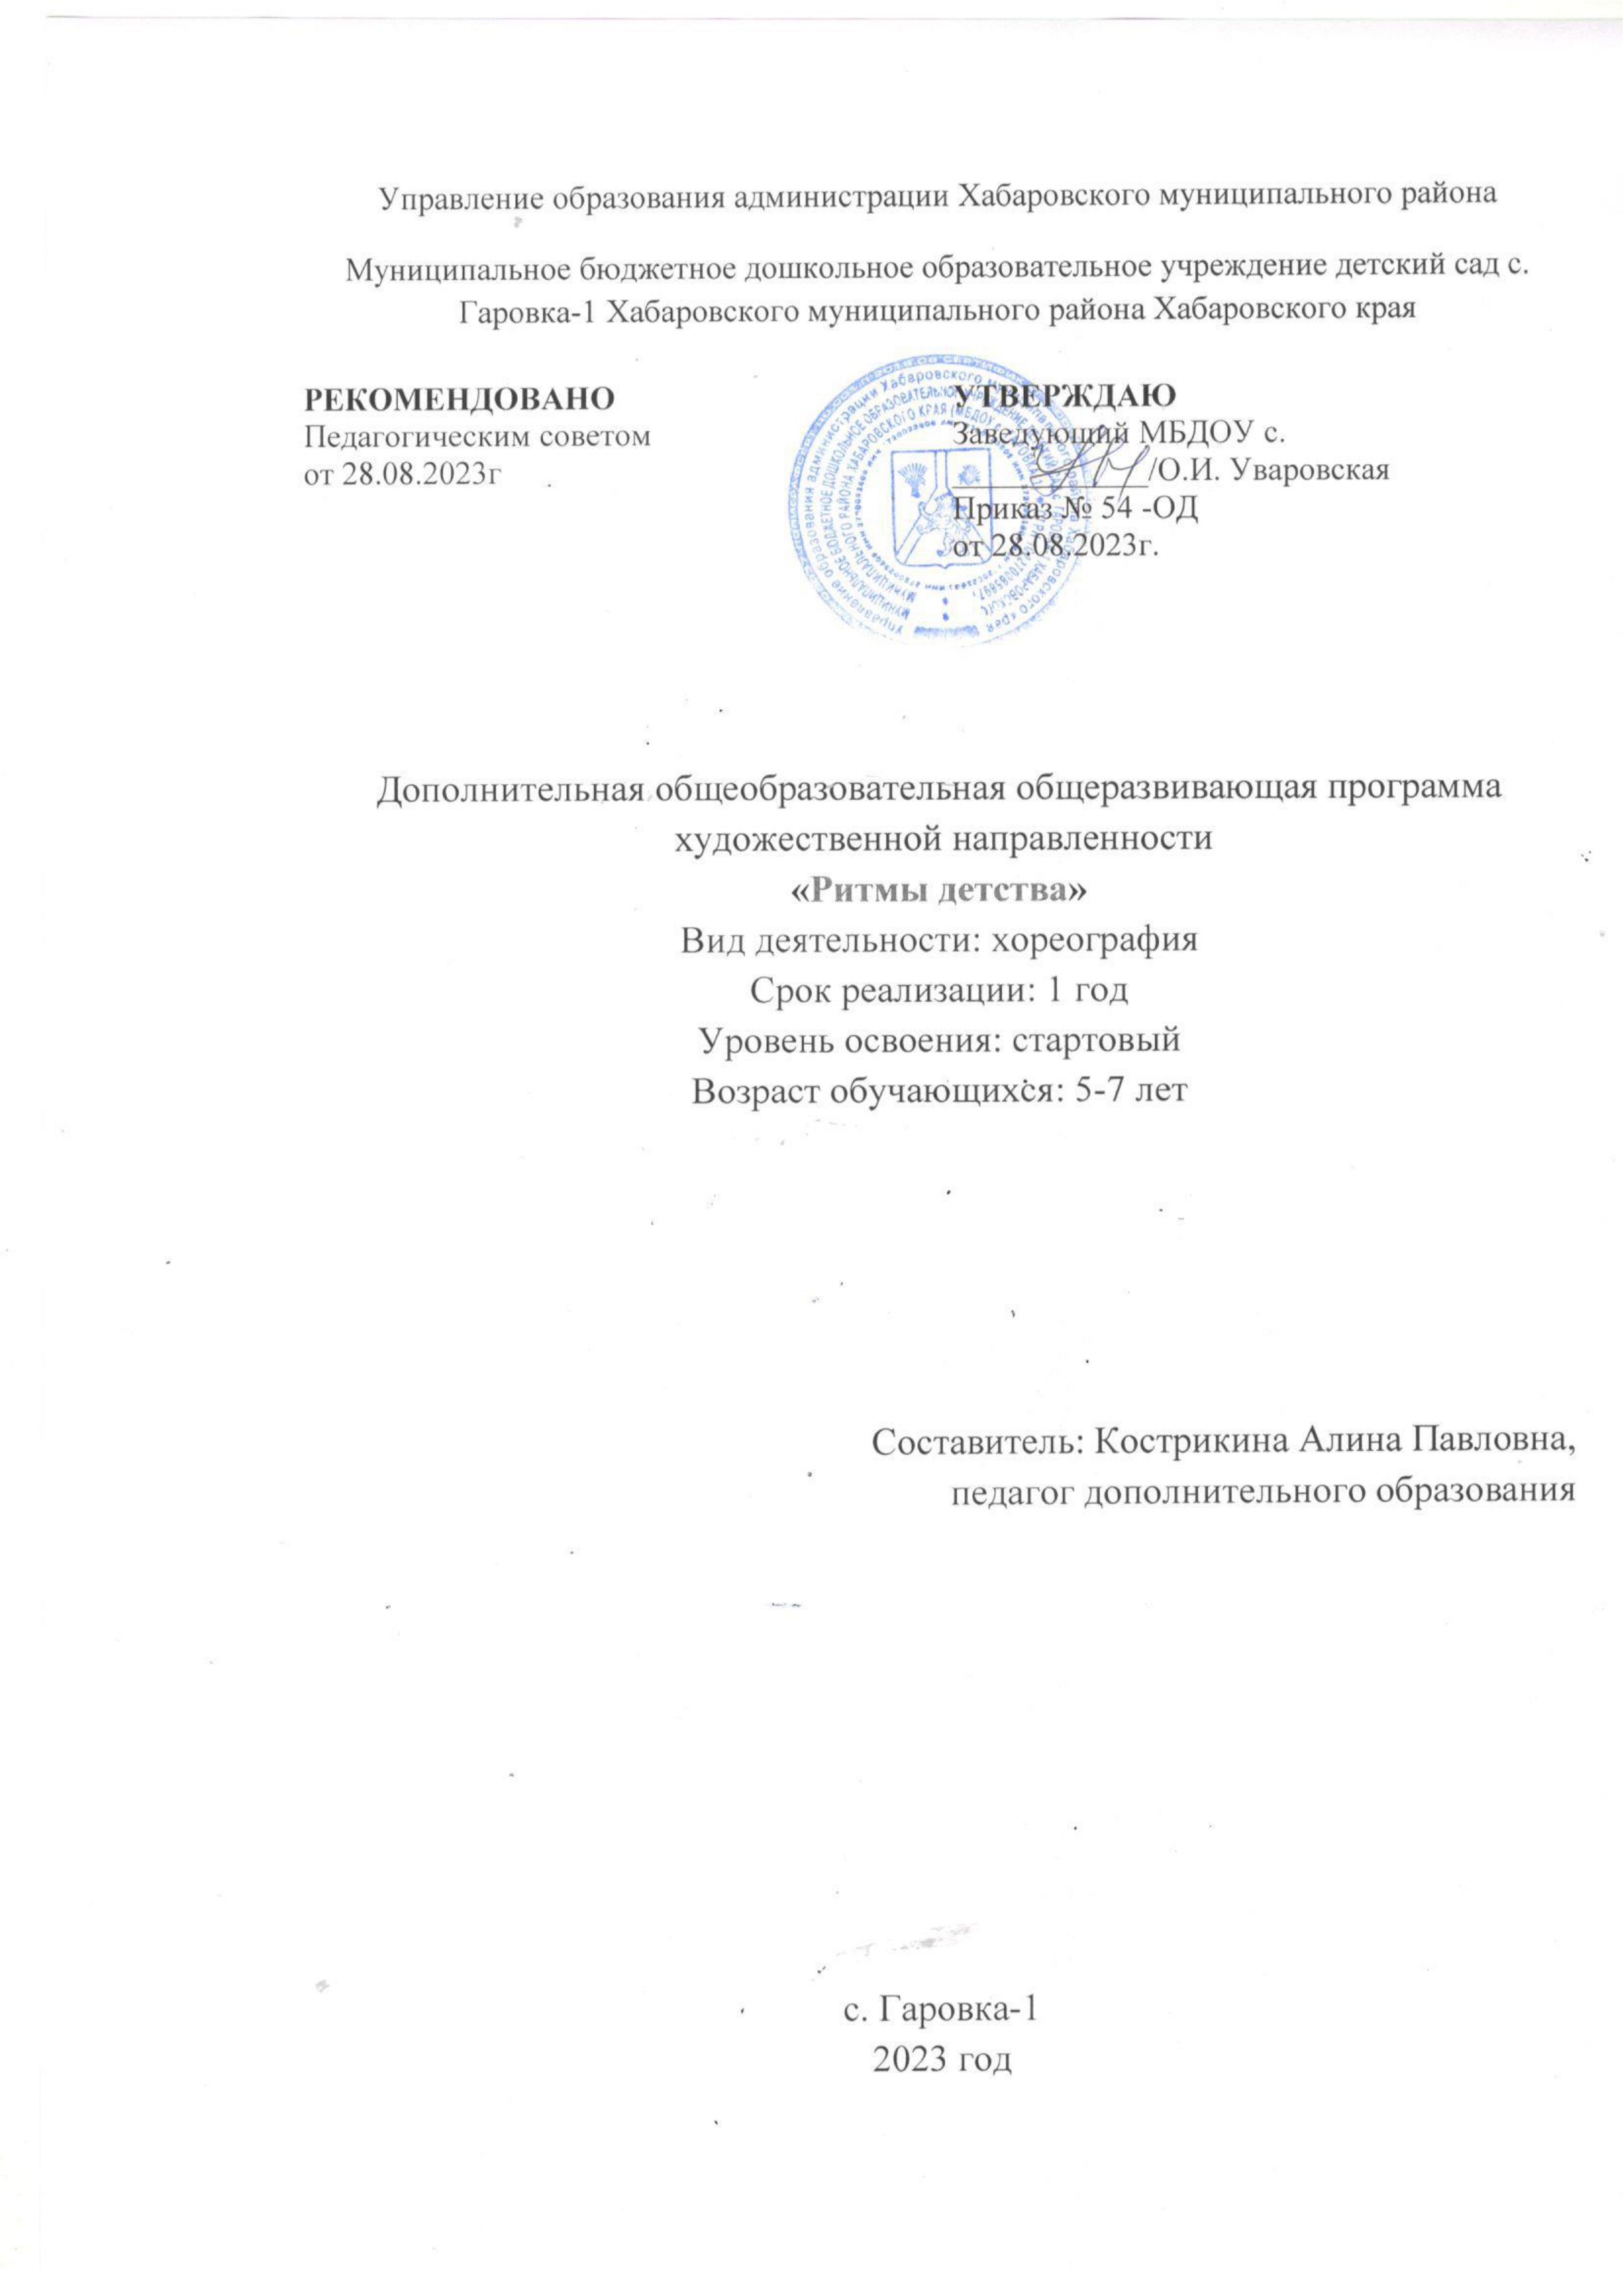 Управление образования администрации Хабаровского муниципального района
Муниципальное бюджетное дошкольное образовательное учреждение детский сад с.
Гаровка-1 Хабаровского муниципального района Хабаровского края
РЕКОМЕНДОВАНО
Педагогическим советом
от 28.08.2023г
УТВЕРЖДАЮ
Заведующий МБДОУ с.
/О.И. Уваровская
Приказ № 54 -ОД
от 28.08.2023г.
Дополнительная общеобразовательная общеразвивающая программа
художественной направленности
«Ритмы детства»
Вид деятельности: хореография
Срок реализации: 1 год
Уровень освоения: стартовый
Возраст обучающихся: 5-7 лет
Составитель: Кострикина Алина Павловна,
педагог дополнительного образования
с. Гаровка-1
2023 год